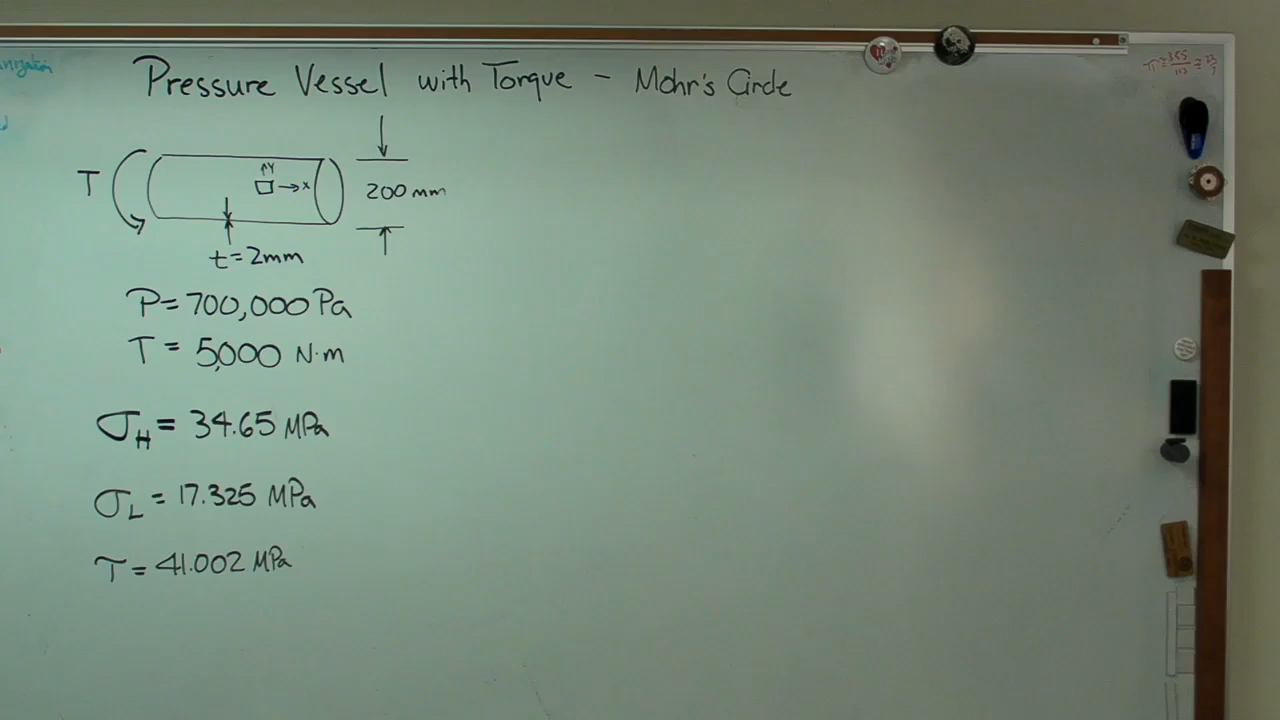 Pressure Vessel with Torque - Mohr's Circle
T
Y
x
200 mm
t = 2mm
P = 700,000 Pa
T = 5,000 N·m
σH = 34.65 MPa
σL = 17.325 MPa
τ = 41.002 MPa